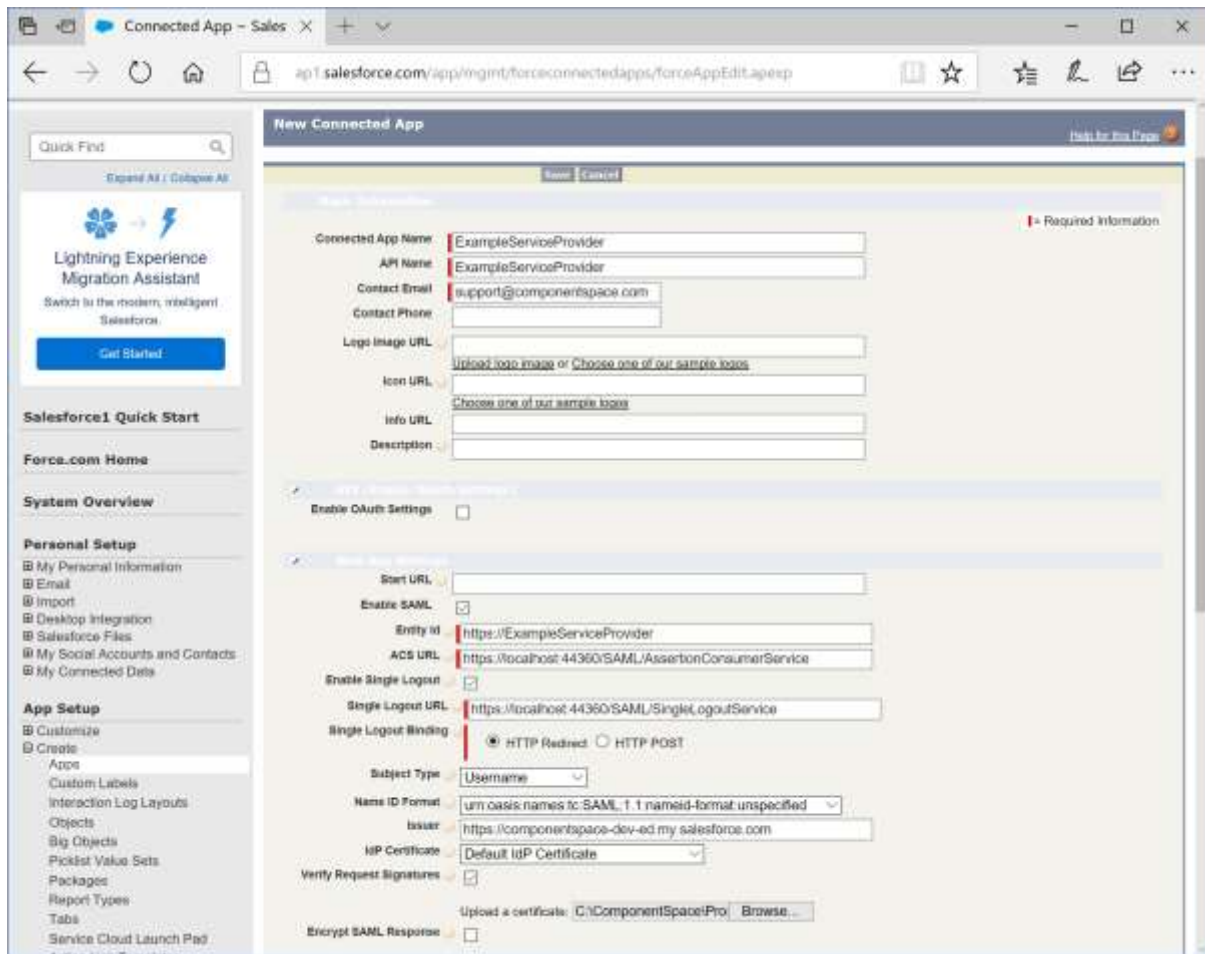 Connected App - Sales
ap1.salesforce.com/app/mgmt/forceconnectedapps/forceAppEdit.apexp
Quick Find
Expand All | Collapse All
Lightning Experience
Migration Assistant
Switch to the modern, intelligent
Salesforce.
Get Started
Salesforce1 Quick Start
Force.com Home
System Overview
Personal Setup
My Personal Information
Email
Import
Desktop Integration
Salesforce Files
My Social Accounts and Contacts
My Connected Data
App Setup
Customize
Create
Apps
Custom Labels
Interaction Log Layouts
Objects
Big Objects
Picklist Value Sets
Packages
Report Types
Tabs
Service Cloud Launch Pad
New Connected App
Help for this Page
Save Cancel
Basic Information
= Required Information
Connected App Name ExampleServiceProvider
API Name ExampleServiceProvider
Contact Email support@componentspace.com
Contact Phone
Logo Image URL
Upload logo image or Choose one of our sample logos
Icon URL
Choose one of our sample logos
Info URL
Description
Enable OAuth Settings
Start URL
Enable SAML
Entity Id https://ExampleServiceProvider
ACS URL https://localhost:44360/SAML/AssertionConsumerService
Enable Single Logout
Single Logout URL https://localhost:44360/SAML/SingleLogoutService
Single Logout Binding HTTP Redirect HTTP POST
Subject Type Username
Name ID Format urn:oasis:names:tc:SAML:1.1:nameid-format:unspecified
Issuer https://componentspace-dev-ed.my.salesforce.com
IdP Certificate Default IdP Certificate
Verify Request Signatures
Upload a certificate: C:\ComponentSpace\Pro Browse...
Encrypt SAML Response